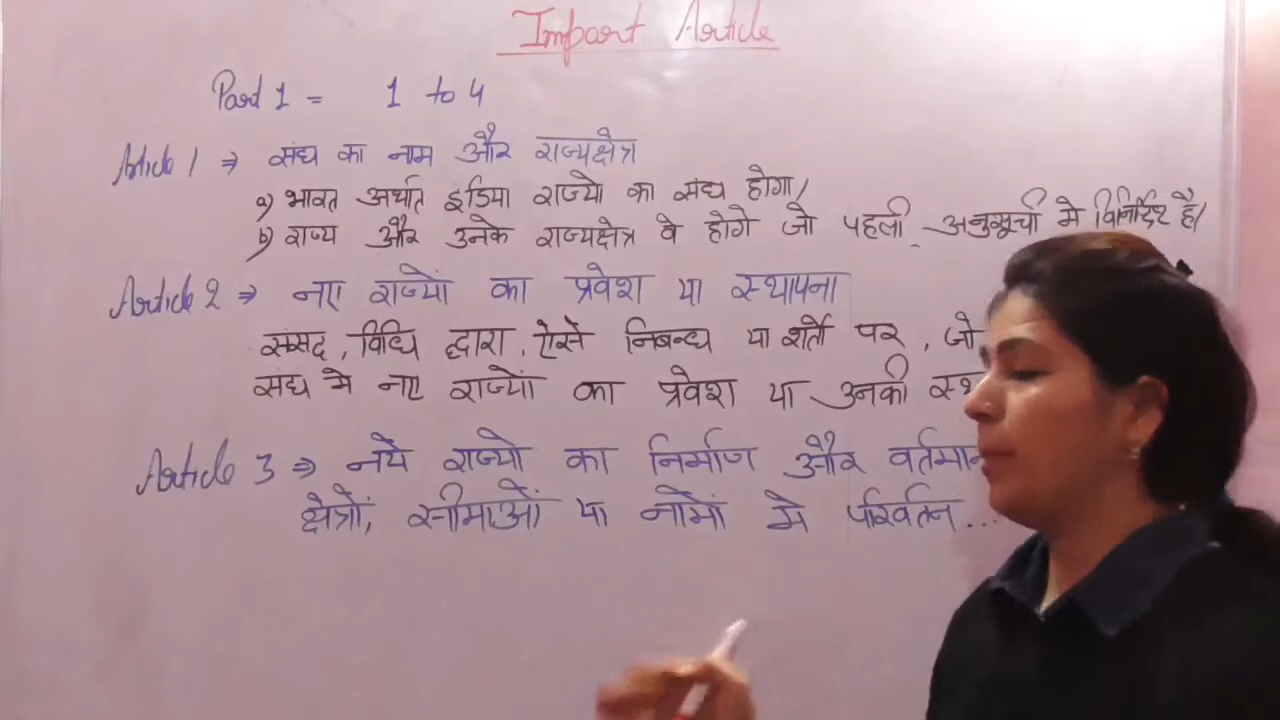 Impart Article
Part 1 = 1 to 4
Article 1 ⇒ संघ का नाम और राज्यक्षेत्र
a) भारत अर्थात इंडिया राज्यो का संघ होगा/
b) राज्य और उनके राज्यक्षेत्र वे होगे जो पहली अनुसूची मे विनिर्दिष्ट है/
Article 2 ⇒ नए राज्यों का प्रवेश या स्थापना
संसद, विधि द्वारा, ऐसे निबन्ध या शर्तो पर, जो
संघ मे नए राज्यों का प्रवेश या उनकी
Article 3 ⇒ नये राज्यो का निर्माण और वर्तमान
क्षेत्रों, सीमाओं या नामों मे परिवर्तन...